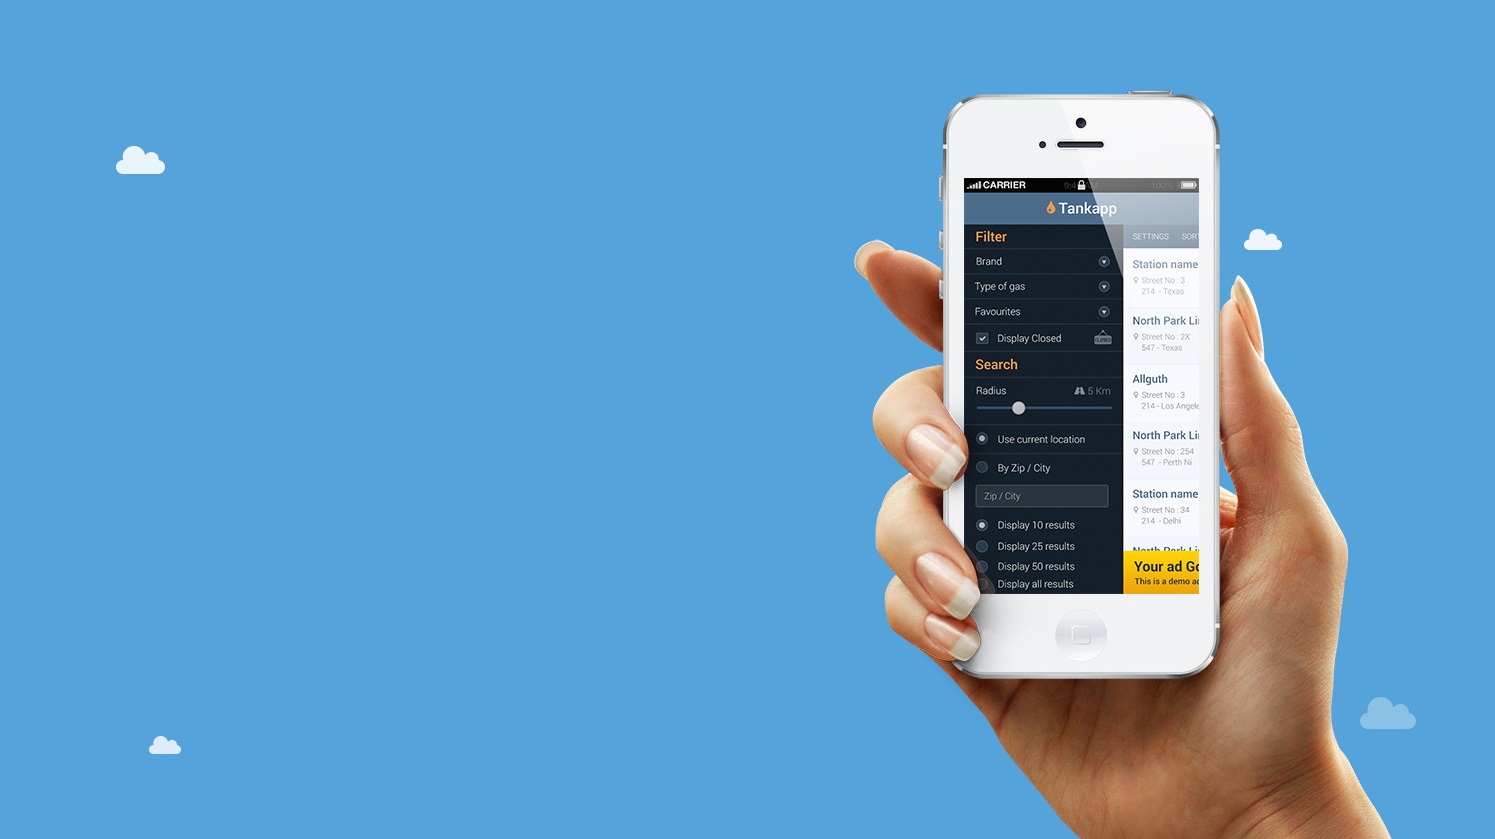 CARRIER
Tankapp
Filter
Brand
Type of gas
Favourites
Display Closed
Search
Radius 5 Km
Use current location
By Zip / City
Zip / City
Display 10 results
Display 25 results
Display 50 results
Display all results
SETTINGS SORT
Station name
Street No : 3
214 - Texas
North Park Li
Street No : 2X
547 - Texas
Allguth
Street No : 3
214 - Los Angele
North Park Li
Street No : 254
547 - Perth Ni
Station name
Street No : 34
214 - Delhi
North Park Li
Your ad Go
This is a demo ad